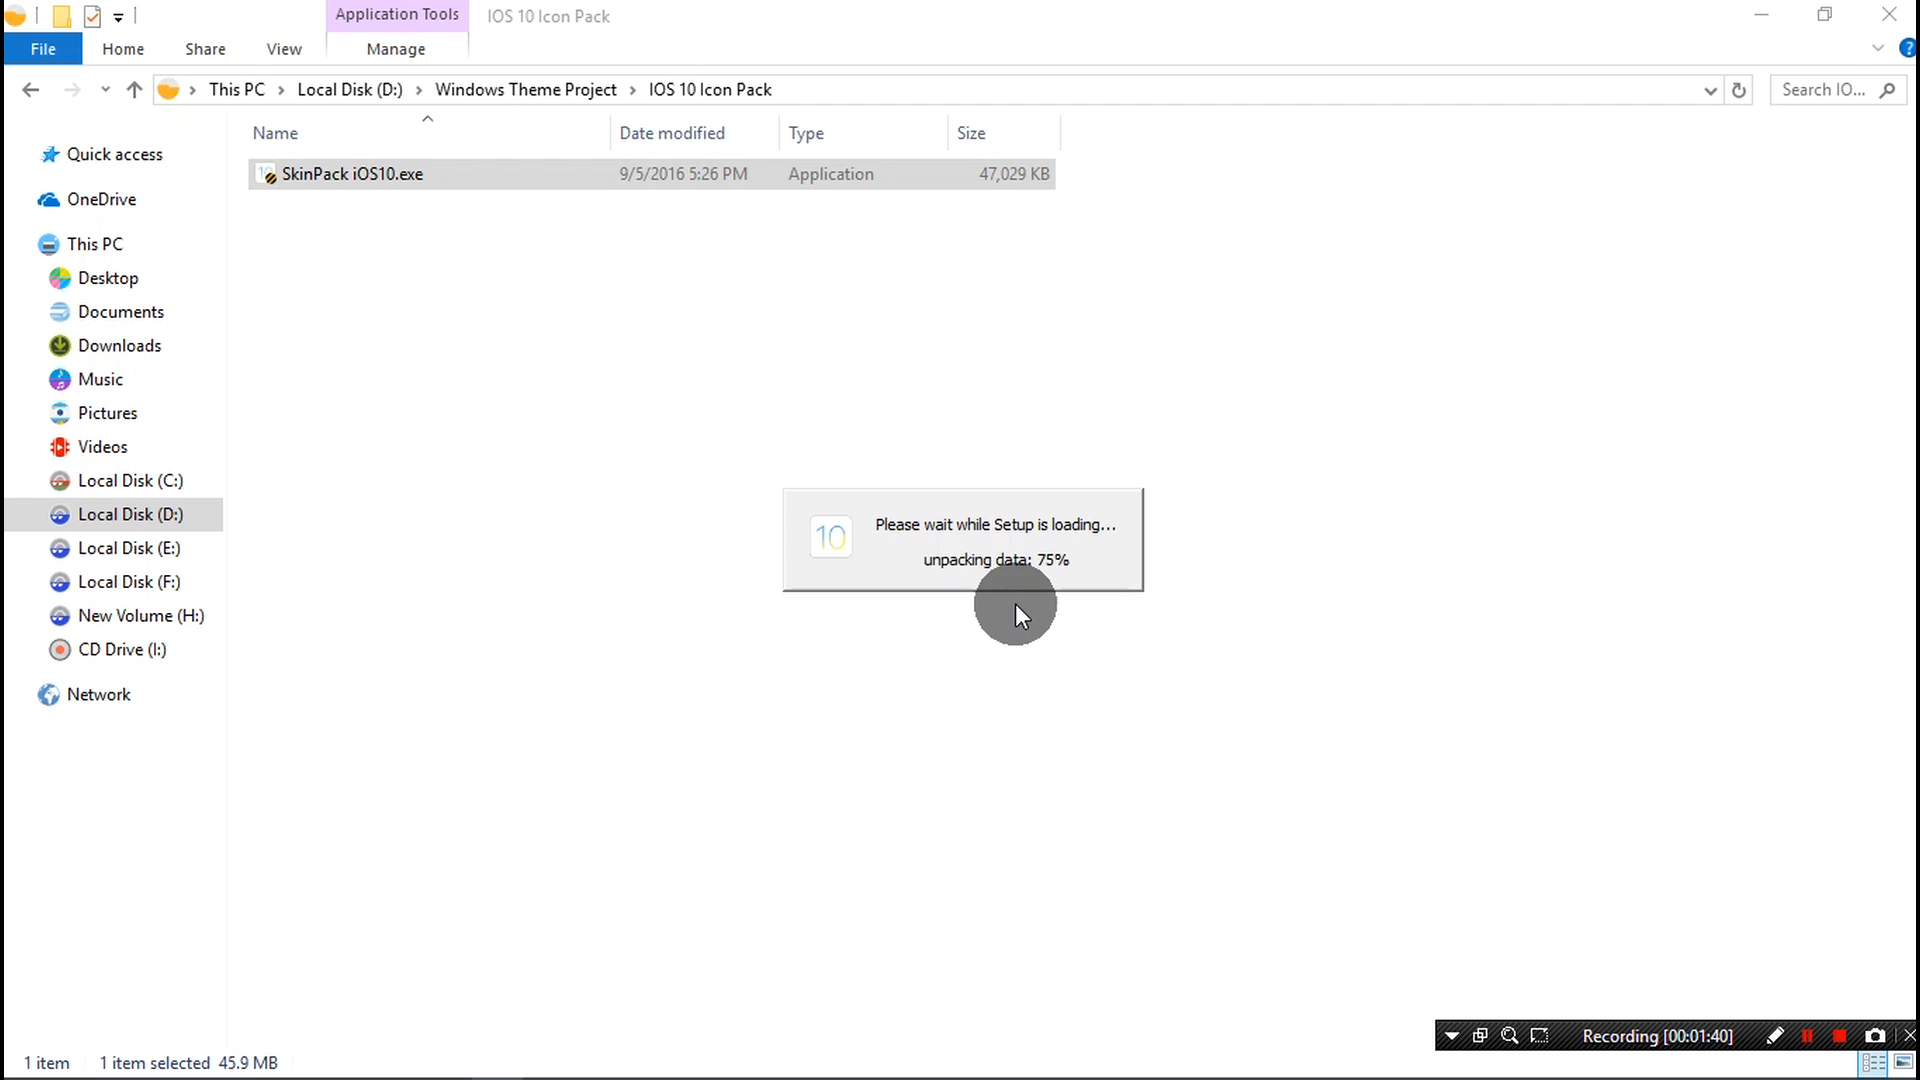 Application Tools
IOS 10 Icon Pack
File
Home
Share
View
Manage
?
This PC
Local Disk (D:)
Windows Theme Project
IOS 10 Icon Pack
Search IO...
Name
Date modified
Type
Size
SkinPack iOS10.exe
9/5/2016 5:26 PM
Application
47,029 KB
Quick access
OneDrive
This PC
Desktop
Documents
Downloads
Music
Pictures
Videos
Local Disk (C:)
Local Disk (D:)
Local Disk (E:)
Local Disk (F:)
New Volume (H:)
CD Drive (I:)
Network
10
Please wait while Setup is loading...
unpacking data: 75%
Recording [00:01:40]
1 item
1 item selected 45.9 MB